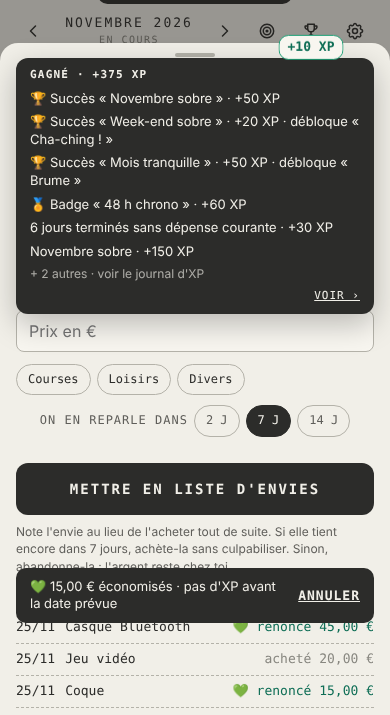 NOVEMBRE 2026
EN COURS
+10 XP
GAGNÉ · +375 XP
🏆 Succès « Novembre sobre » · +50 XP
🏆 Succès « Week-end sobre » · +20 XP · débloque «
Cha-ching ! »
🏆 Succès « Mois tranquille » · +50 XP · débloque «
Brume »
🏅 Badge « 48 h chrono » · +60 XP
6 jours terminés sans dépense courante · +30 XP
Novembre sobre · +150 XP
+ 2 autres · voir le journal d'XP
VOIR ›
Prix en €
Courses Loisirs Divers
ON EN REPARLE DANS 2 J 7 J 14 J
METTRE EN LISTE D'ENVIES
Note l'envie au lieu de l'acheter tout de suite. Si elle tient
encore dans 7 jours, achète-la sans culpabiliser. Sinon,
abandonne-la : l'argent reste chez toi.
💚 15,00 € économisés · pas d'XP avant
la date prévue
ANNULER
25/11 Casque Bluetooth 💚 renoncé 45,00 €
25/11 Jeu vidéo acheté 20,00 €
25/11 Coque 💚 renoncé 15,00 €